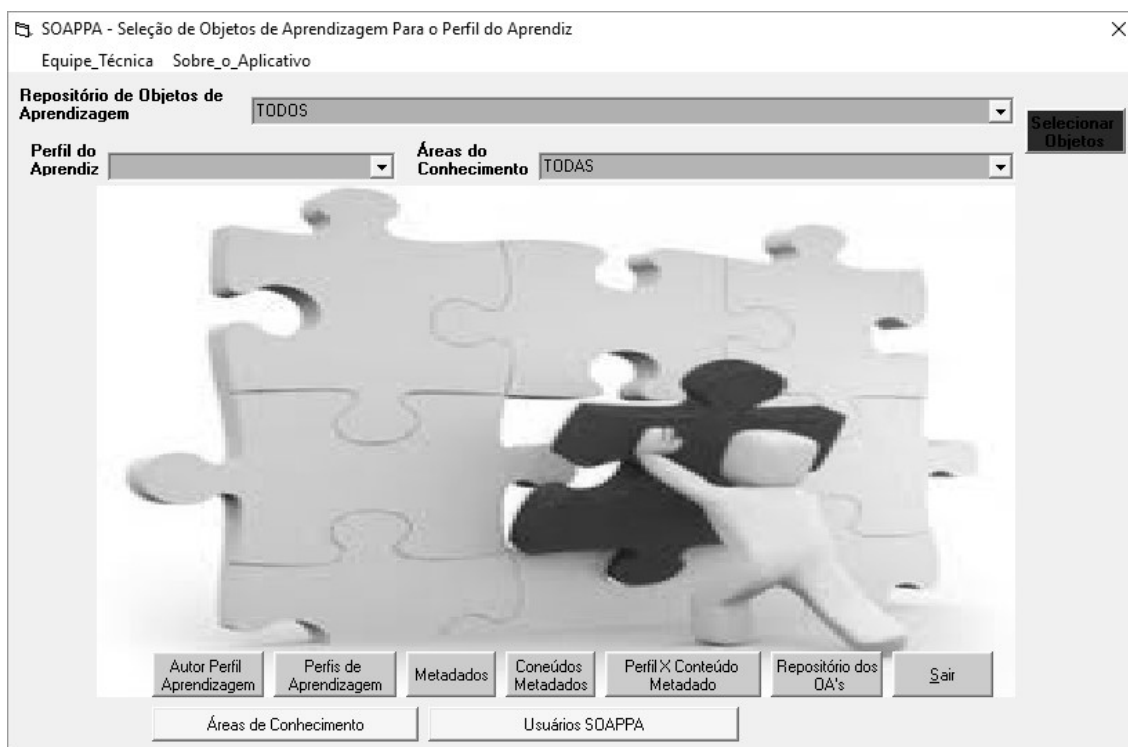 SOAPPA - Seleção de Objetos de Aprendizagem Para o Perfil do Aprendiz
Equipe_Técnica Sobre_o_Aplicativo
Repositório de Objetos de
Aprendizagem
TODOS
Selecionar
Objetos
Perfil do
Aprendiz
Áreas do
Conhecimento
TODAS
Autor Perfil
Aprendizagem
Perfis de
Aprendizagem
Metadados
Coneúdos
Metadados
Perfil X Conteúdo
Metadado
Repositório dos
OA's
Sair
Áreas de Conhecimento
Usuários SOAPPA